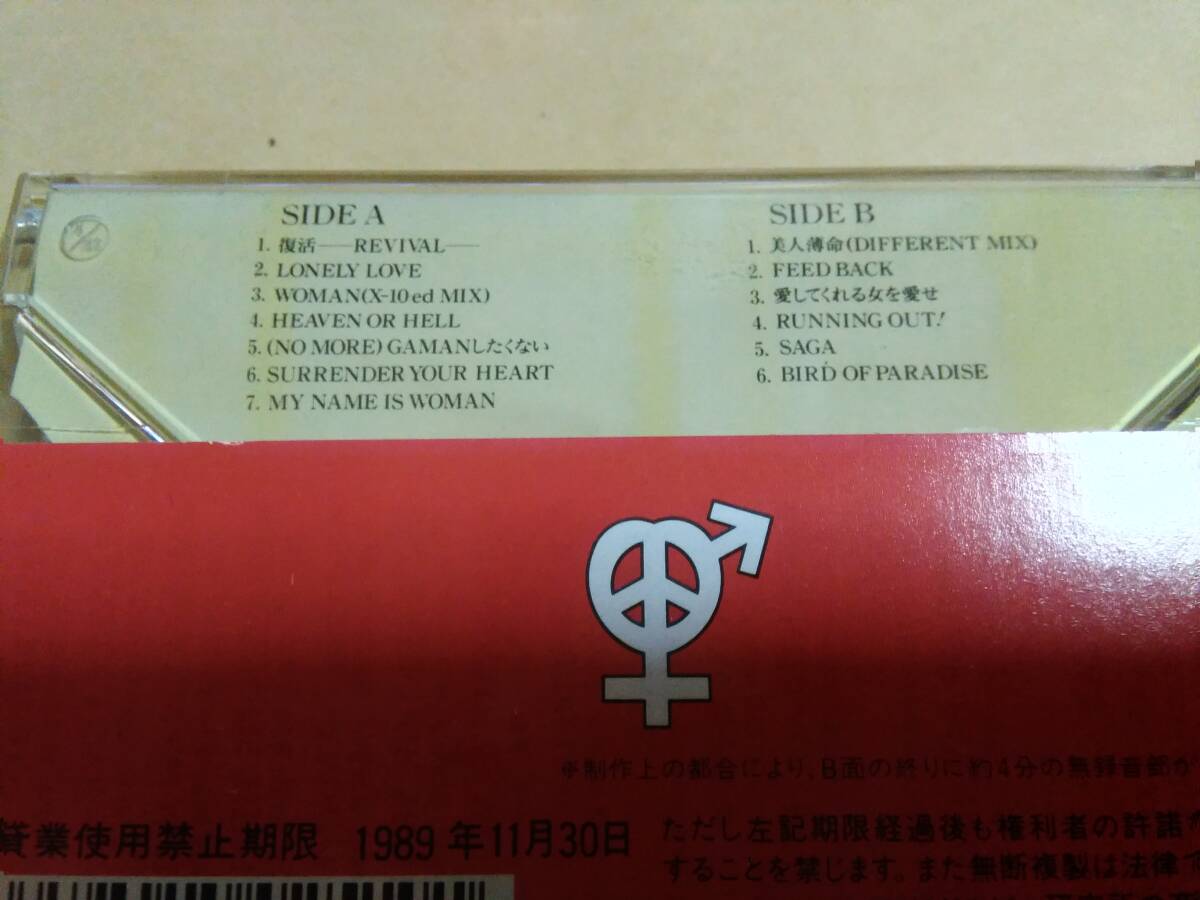 SIDE A
1. 復活──REVIVAL──
2. LONELY LOVE
3. WOMAN(X-10ed MIX)
4. HEAVEN OR HELL
5. (NO MORE) GAMANしたくない
6. SURRENDER YOUR HEART
7. MY NAME IS WOMAN
SIDE B
1. 美人薄命(DIFFERENT MIX)
2. FEED BACK
3. 愛してくれる女を愛せ
4. RUNNING OUT!
5. SAGA
6. BIRD OF PARADISE
※制作上の都合により、B面の終りに約4分の無録音部が
貸業使用禁止期限 1989年11月30日
ただし左記期限経過後も権利者の許諾
することを禁じます。また無断複製は法律で